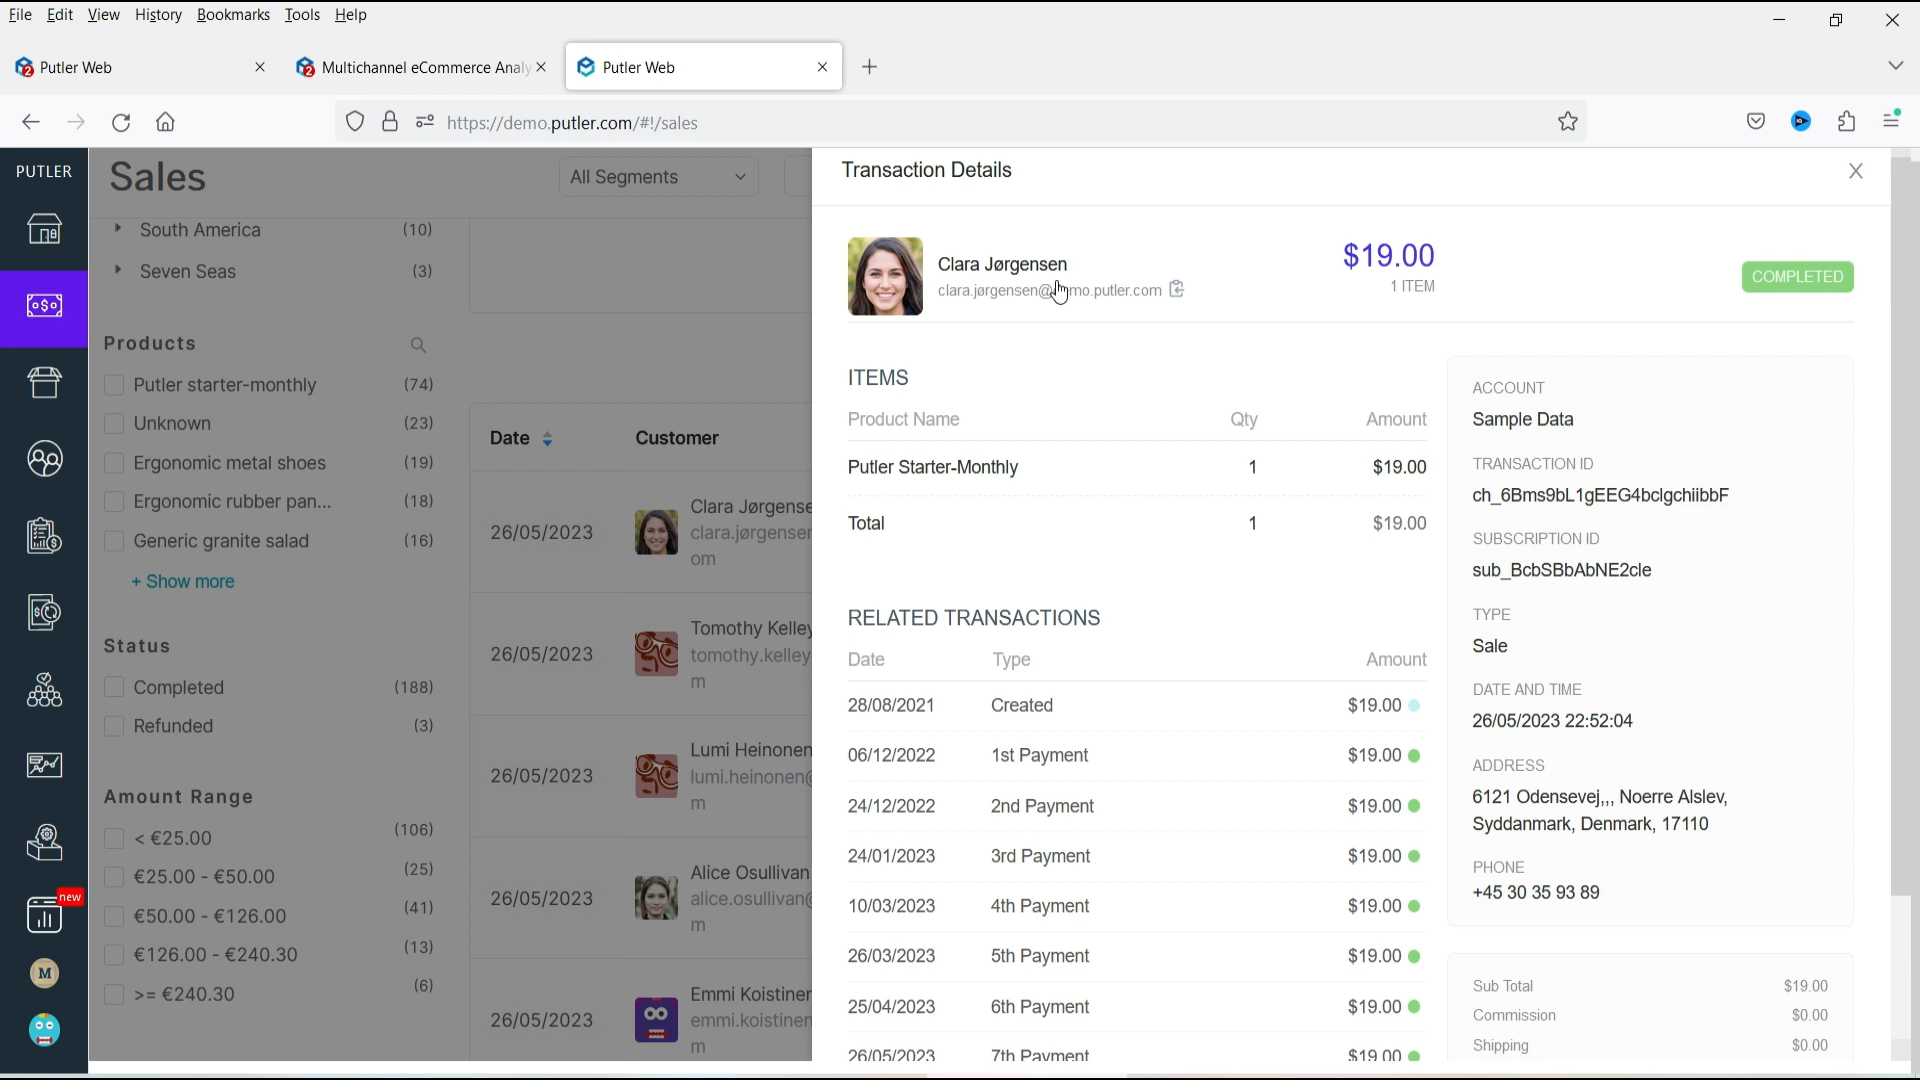 File Edit View History Bookmarks Tools Help
Putler Web
Multichannel eCommerce Analy
Putler Web
https://demo.putler.com/#!/sales
PUTLER
Sales
All Segments
South America (10)
Seven Seas (3)
Products
Putler starter-monthly (74)
Unknown (23)
Ergonomic metal shoes (19)
Ergonomic rubber pan... (18)
Generic granite salad (16)
+ Show more
Status
Completed (188)
Refunded (3)
Amount Range
< €25.00 (106)
€25.00 - €50.00 (25)
€50.00 - €126.00 (41)
€126.00 - €240.30 (13)
>= €240.30 (6)
new
M
Date Customer
26/05/2023
Clara Jørgense
clara.jørgenser
om
26/05/2023
Tomothy Kelley
tomothy.kelley
m
26/05/2023
Lumi Heinonen
lumi.heinonen@
m
26/05/2023
Alice Osullivan
alice.osullivan@
m
26/05/2023
Emmi Koistiner
emmi.koistiner
m
Transaction Details
Clara Jørgensen
clara.jørgensen@ mo.putler.com
$19.00
1 ITEM
COMPLETED
ITEMS
Product Name Qty Amount
Putler Starter-Monthly 1 $19.00
Total 1 $19.00
RELATED TRANSACTIONS
Date Type Amount
28/08/2021 Created $19.00
06/12/2022 1st Payment $19.00
24/12/2022 2nd Payment $19.00
24/01/2023 3rd Payment $19.00
10/03/2023 4th Payment $19.00
26/03/2023 5th Payment $19.00
25/04/2023 6th Payment $19.00
26/05/2023 7th Payment $19.00
ACCOUNT
Sample Data
TRANSACTION ID
ch_6Bms9bL1gEEG4bclgchiibbF
SUBSCRIPTION ID
sub_BcbSBbAbNE2cle
TYPE
Sale
DATE AND TIME
26/05/2023 22:52:04
ADDRESS
6121 Odensevej,,, Noerre Alslev,
Syddanmark, Denmark, 17110
PHONE
+45 30 35 93 89
Sub Total $19.00
Commission $0.00
Shipping $0.00